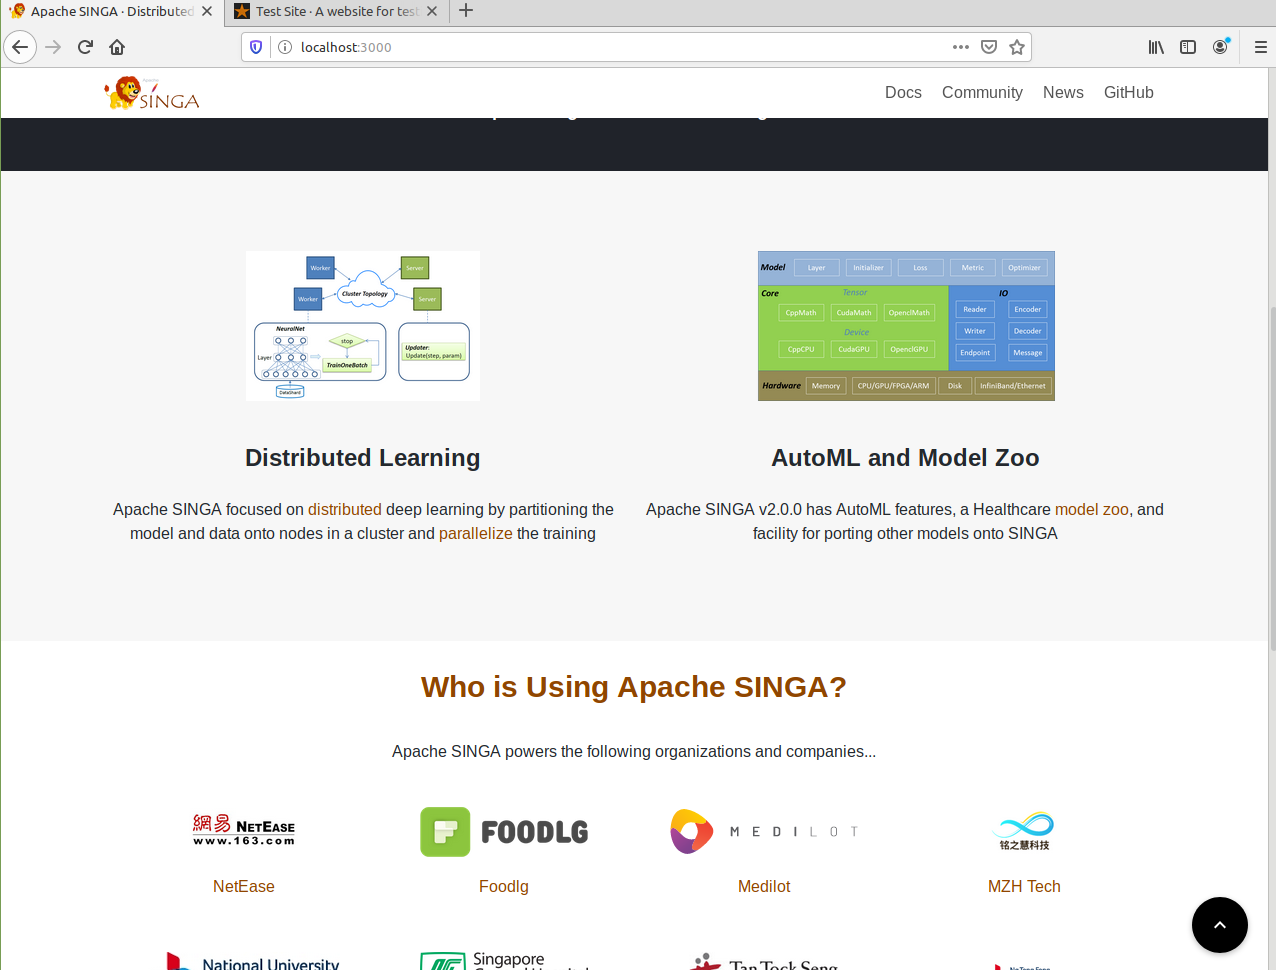 Apache SINGA · Distributed
Test Site · A website for test
localhost:3000
Apache
SINGA
Docs Community News GitHub
Worker
Server
Worker
Cluster Topology
Server
NeuralNet
stop
Layer
TrainOneBatch
Updater:
Update(step, param)
DataShard
Model Layer Initializer Loss Metric Optimizer
Core Tensor IO
CppMath CudaMath OpenclMath
Device
CppCPU CudaGPU OpenclGPU
Reader Encoder
Writer Decoder
Endpoint Message
Hardware Memory CPU/GPU/FPGA/ARM Disk InfiniBand/Ethernet
Distributed Learning
Apache SINGA focused on distributed deep learning by partitioning the
model and data onto nodes in a cluster and parallelize the training
AutoML and Model Zoo
Apache SINGA v2.0.0 has AutoML features, a Healthcare model zoo, and
facility for porting other models onto SINGA
Who is Using Apache SINGA?
Apache SINGA powers the following organizations and companies...
網易 NETEASE
www.163.com
FOODLG
MEDILOT
铭之慧科技
NetEase
Foodlg
Medilot
MZH Tech
National University
Singapore
General Hospital
Tan Tock Seng